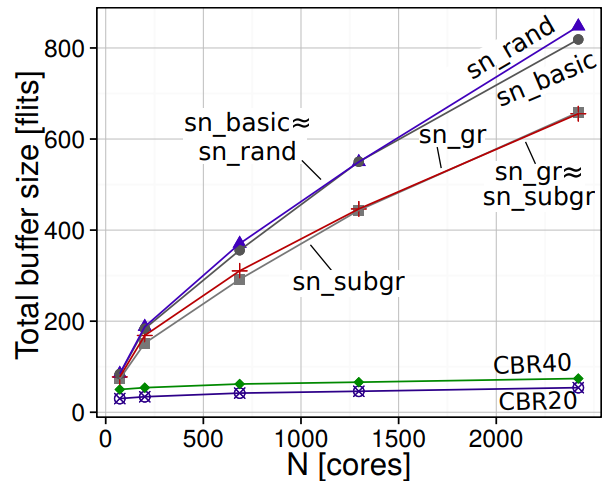 Total buffer size [flits]
800
600
400
200
0
sn_rand
sn_basic
sn_basic≈
sn_rand
sn_gr
sn_gr≈
sn_subgr
sn_subgr
CBR40
CBR20
0
500
1000
1500
2000
N [cores]